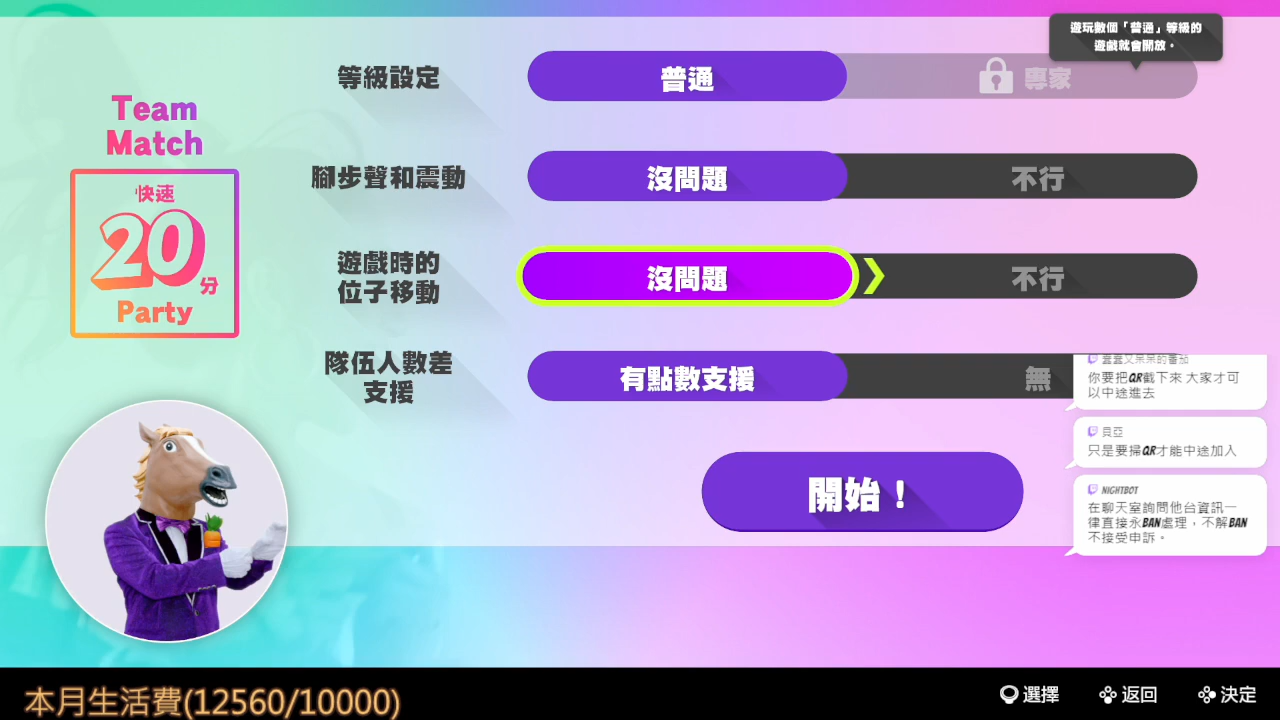 遊玩數個「普通」等級的
遊戲就會開放。
等級設定
普通
專家
Team
Match
快速
20分
Party
腳步聲和震動
沒問題
不行
遊戲時的
位子移動
沒問題
不行
隊伍人數差
支援
有點數支援
無
你要把QR截下來 大家才可
以中途進去
貝亞
只是要掃QR才能中途加入
NIGHTBOT
在聊天室詢問他台資訊一
律直接永BAN處理,不解BAN
不接受申訴。
開始!
本月生活費(12560/10000)
選擇
返回
決定